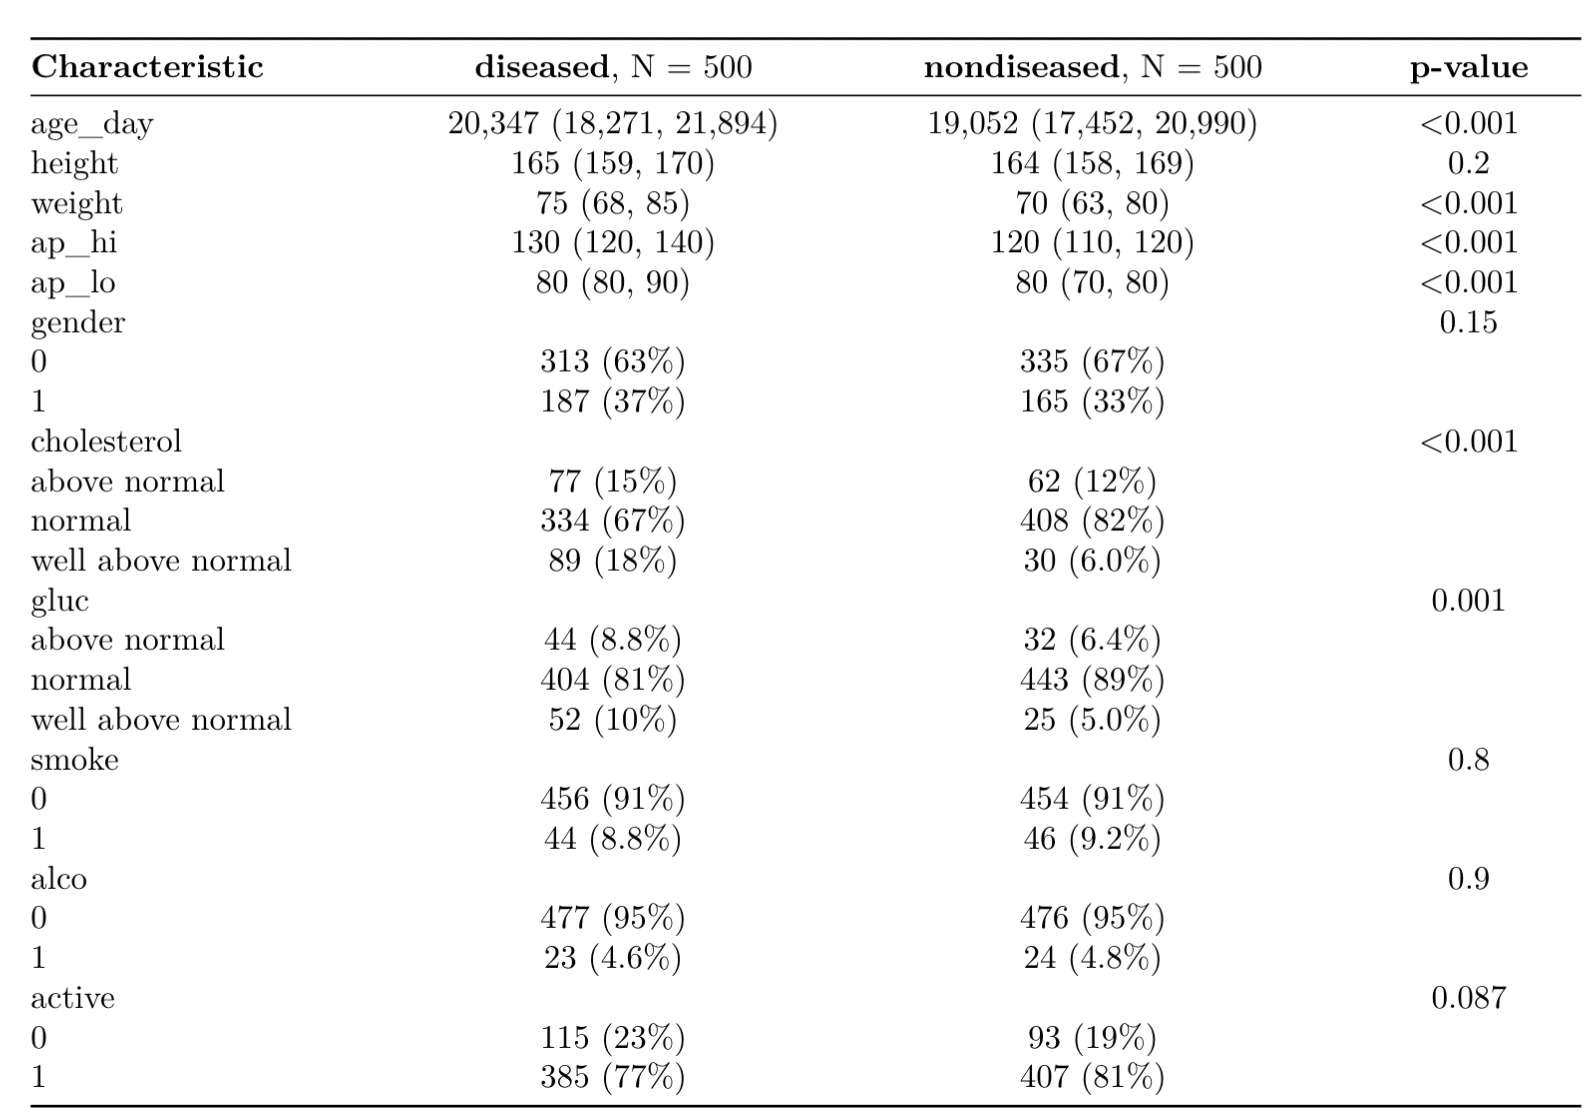 Characteristic diseased, N = 500 nondiseased, N = 500 p-value
age_day 20,347 (18,271, 21,894) 19,052 (17,452, 20,990) <0.001
height 165 (159, 170) 164 (158, 169) 0.2
weight 75 (68, 85) 70 (63, 80) <0.001
ap_hi 130 (120, 140) 120 (110, 120) <0.001
ap_lo 80 (80, 90) 80 (70, 80) <0.001
gender 0.15
0 313 (63%) 335 (67%)
1 187 (37%) 165 (33%)
cholesterol <0.001
above normal 77 (15%) 62 (12%)
normal 334 (67%) 408 (82%)
well above normal 89 (18%) 30 (6.0%)
gluc 0.001
above normal 44 (8.8%) 32 (6.4%)
normal 404 (81%) 443 (89%)
well above normal 52 (10%) 25 (5.0%)
smoke 0.8
0 456 (91%) 454 (91%)
1 44 (8.8%) 46 (9.2%)
alco 0.9
0 477 (95%) 476 (95%)
1 23 (4.6%) 24 (4.8%)
active 0.087
0 115 (23%) 93 (19%)
1 385 (77%) 407 (81%)